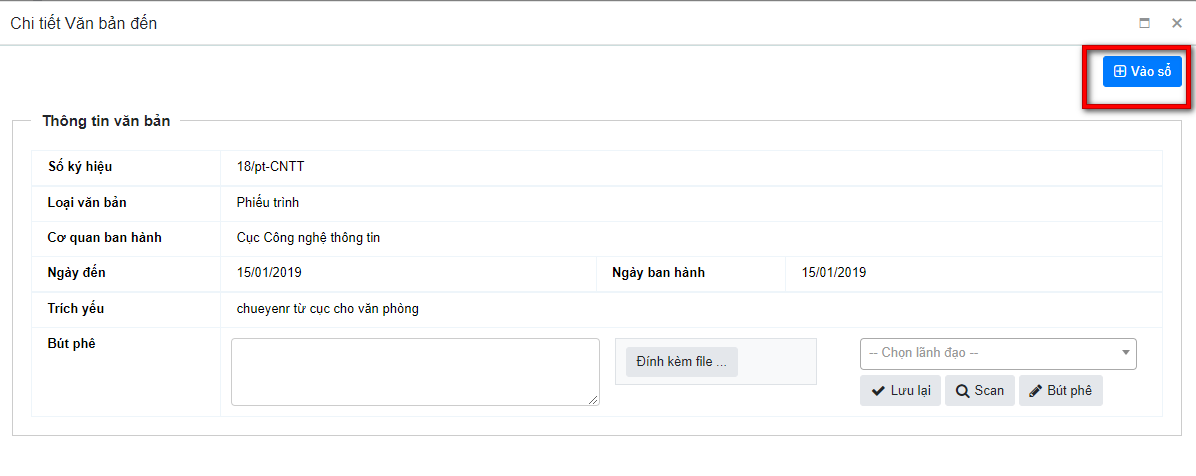 Chi tiết Văn bản đến
Vào sổ
Thông tin văn bản
Số ký hiệu 18/pt-CNTT
Loại văn bản Phiếu trình
Cơ quan ban hành Cục Công nghệ thông tin
Ngày đến 15/01/2019 Ngày ban hành 15/01/2019
Trích yếu chueyenr từ cục cho văn phòng
Bút phê Đính kèm file ... -- Chọn lãnh đạo --
Lưu lại Scan Bút phê